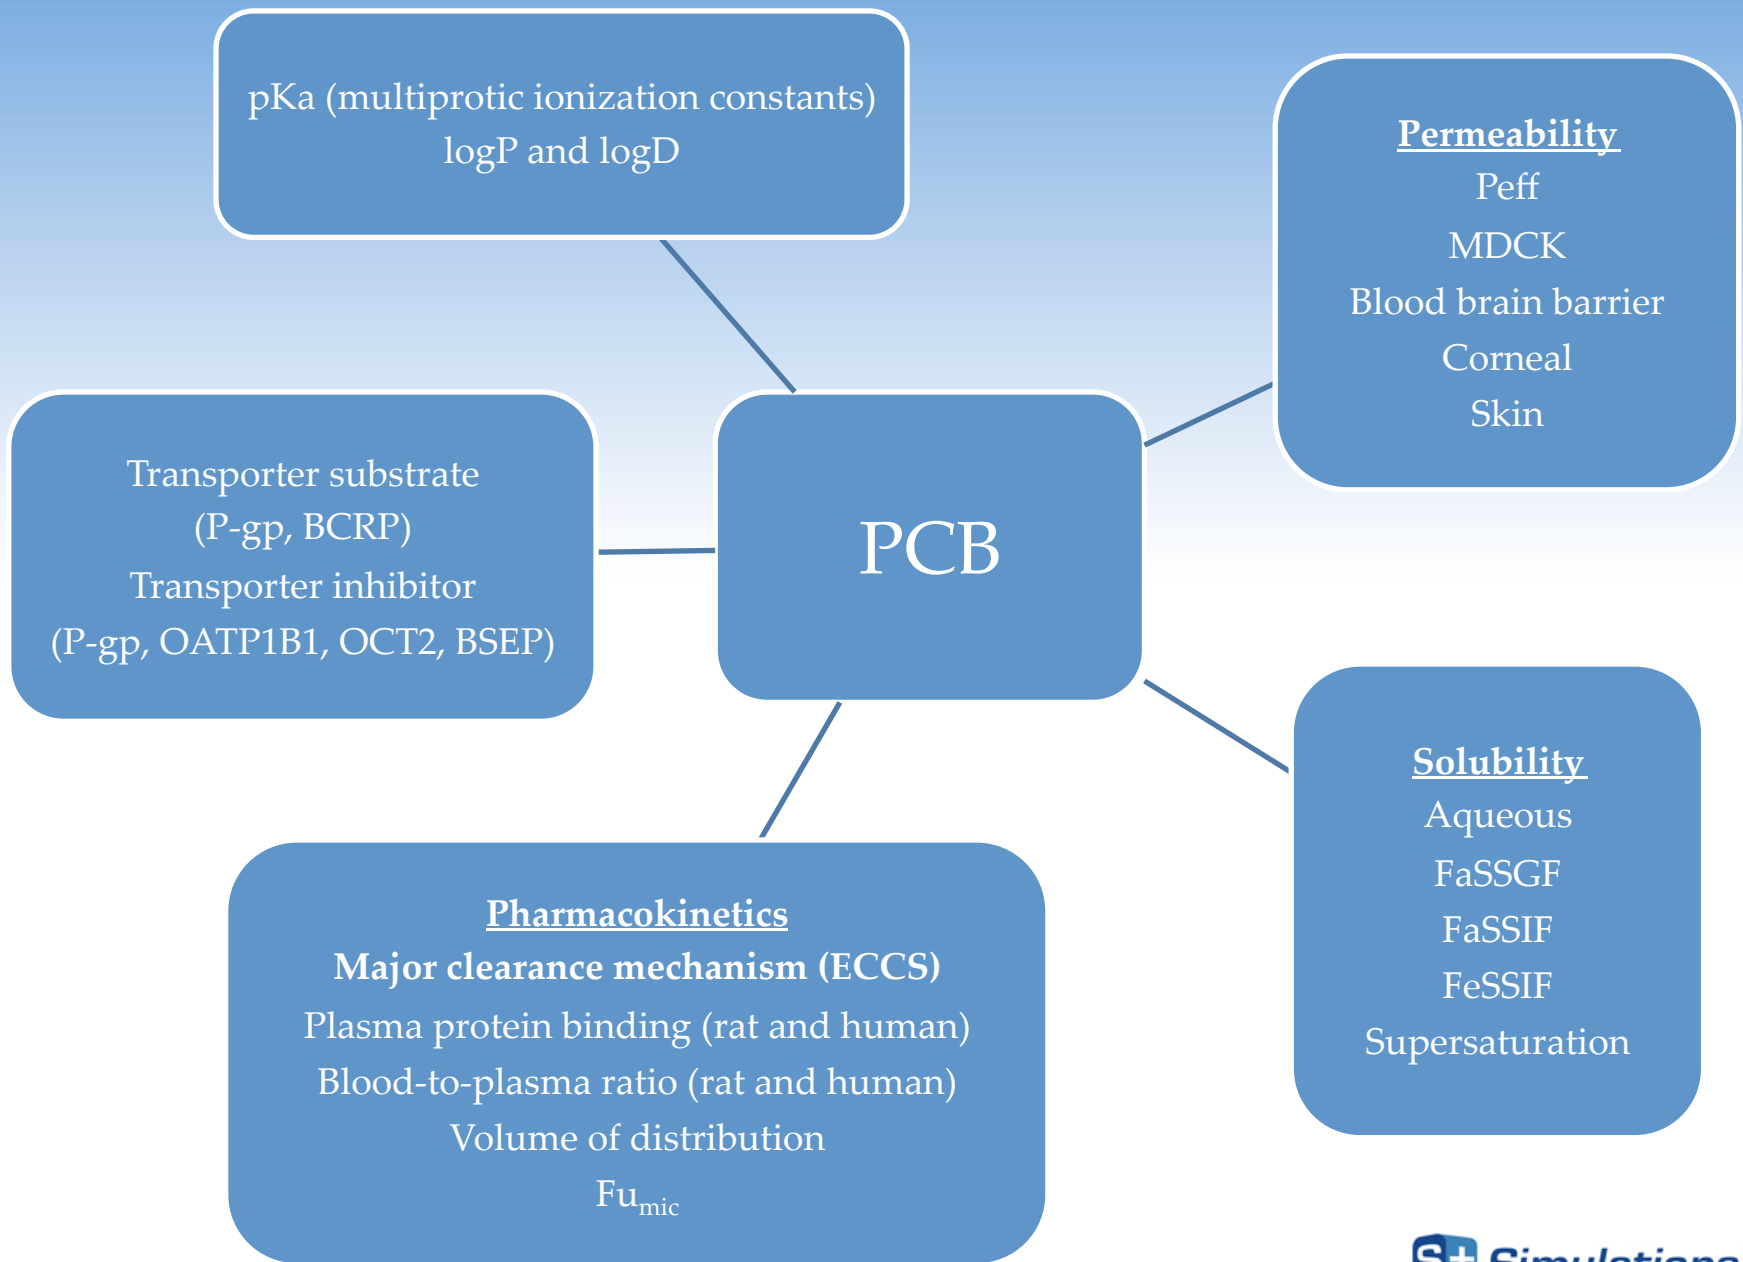 pKa (multiprotic ionization constants)
logP and logD
Permeability
Peff
MDCK
Blood brain barrier
Corneal
Skin
Transporter substrate
(P-gp, BCRP)
Transporter inhibitor
(P-gp, OATP1B1, OCT2, BSEP)
PCB
Solubility
Aqueous
FaSSGF
FaSSIF
FeSSIF
Supersaturation
Pharmacokinetics
Major clearance mechanism (ECCS)
Plasma protein binding (rat and human)
Blood-to-plasma ratio (rat and human)
Volume of distribution
Fumic
S+ Simulations